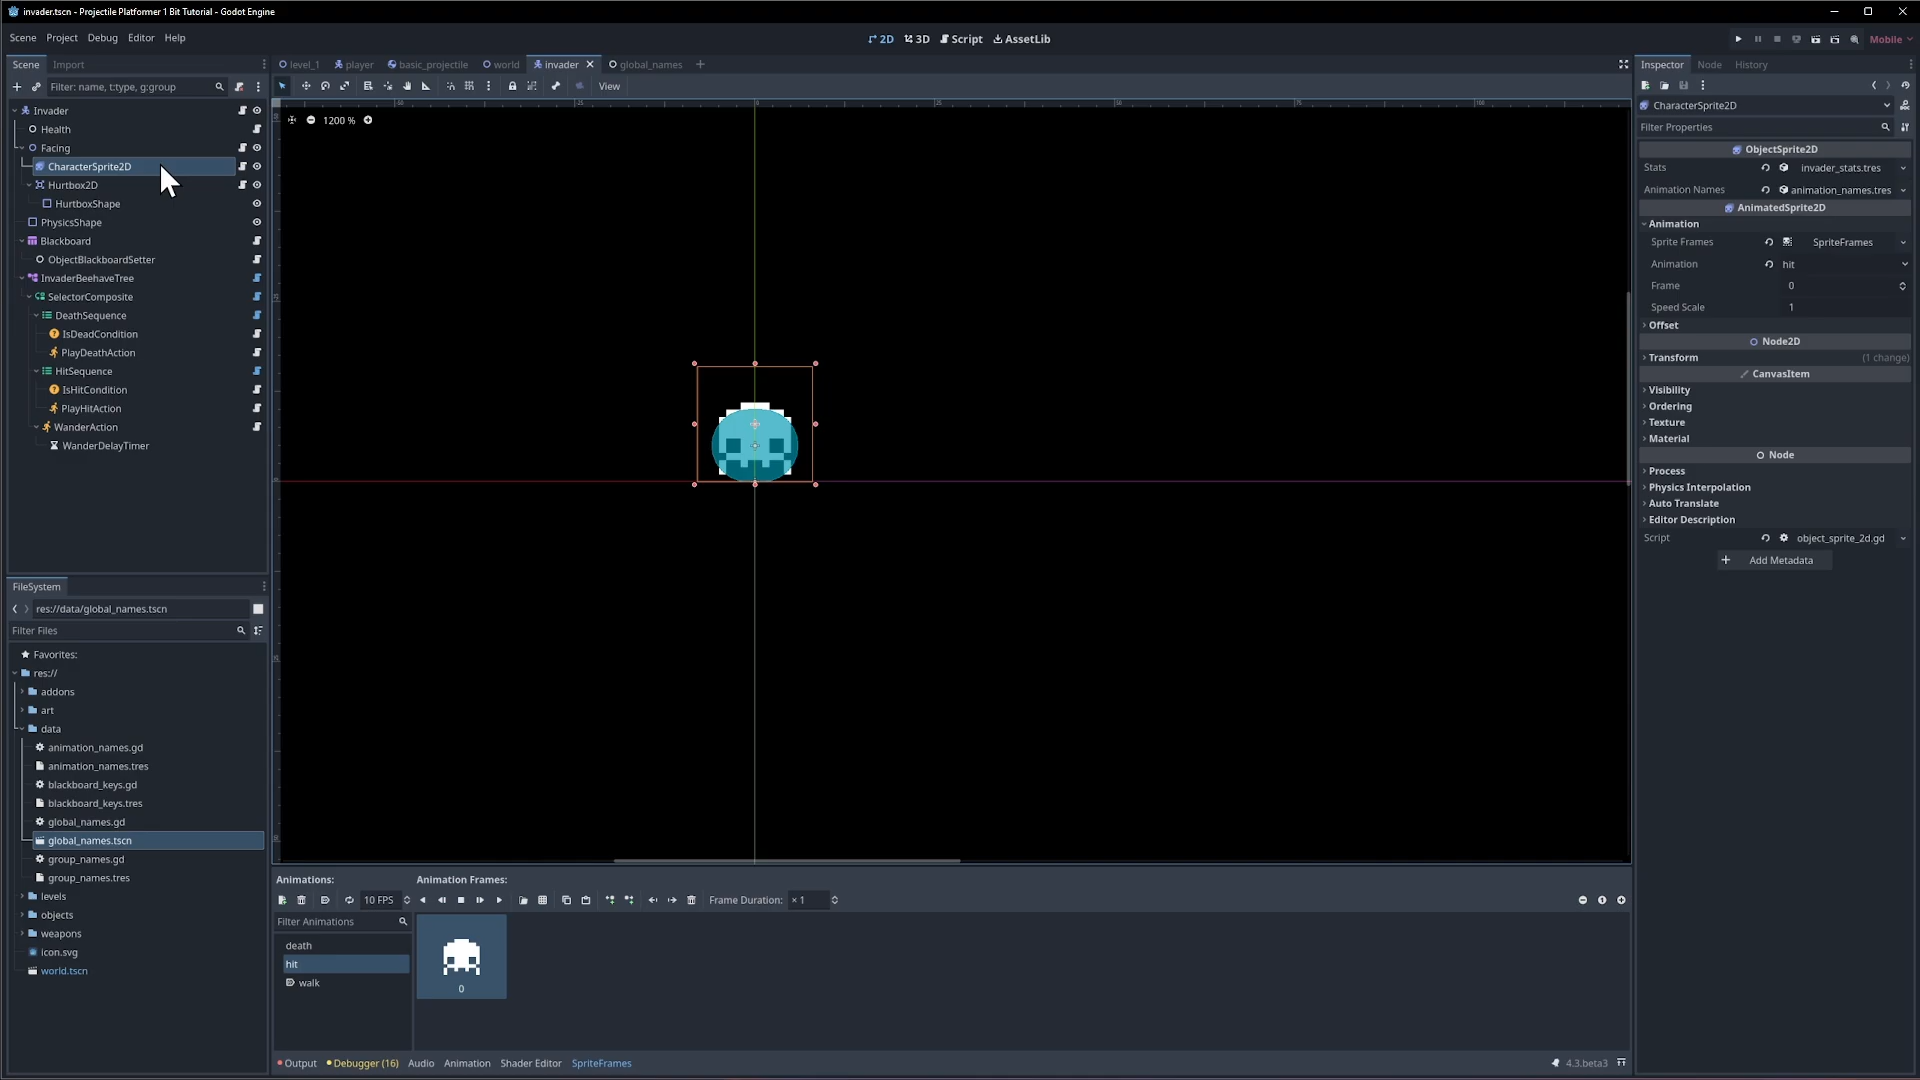 invader.tscn - Projectile Platformer 1 Bit Tutorial - Godot Engine
Scene Project Debug Editor Help
2D 3D Script AssetLib
Mobile
Scene Import
level_1 player basic_projectile world invader global_names
Inspector Node History
Filter: name, t:type, g:group
View
CharacterSprite2D
Filter Properties
1200 %
Invader
Health
Facing
CharacterSprite2D
Hurtbox2D
HurtboxShape
PhysicsShape
Blackboard
ObjectBlackboardSetter
InvaderBeehaveTree
SelectorComposite
DeathSequence
IsDeadCondition
PlayDeathAction
HitSequence
IsHitCondition
PlayHitAction
WanderAction
WanderDelayTimer
ObjectSprite2D
Stats invader_stats.tres
Animation Names animation_names.tres
AnimatedSprite2D
Animation
Sprite Frames SpriteFrames
Animation hit
Frame 0
Speed Scale 1
Offset
Node2D
Transform (1 change)
CanvasItem
Visibility
Ordering
Texture
Material
Node
Process
Physics Interpolation
Auto Translate
Editor Description
Script object_sprite_2d.gd
Add Metadata
FileSystem
res://data/global_names.tscn
Filter Files
Favorites:
res://
addons
art
data
animation_names.gd
animation_names.tres
blackboard_keys.gd
blackboard_keys.tres
global_names.gd
global_names.tscn
group_names.gd
group_names.tres
levels
objects
weapons
icon.svg
world.tscn
Animations: Animation Frames:
10 FPS Frame Duration: × 1
Filter Animations
death
hit
walk
0
Output Debugger (16) Audio Animation Shader Editor SpriteFrames
4.3.beta3